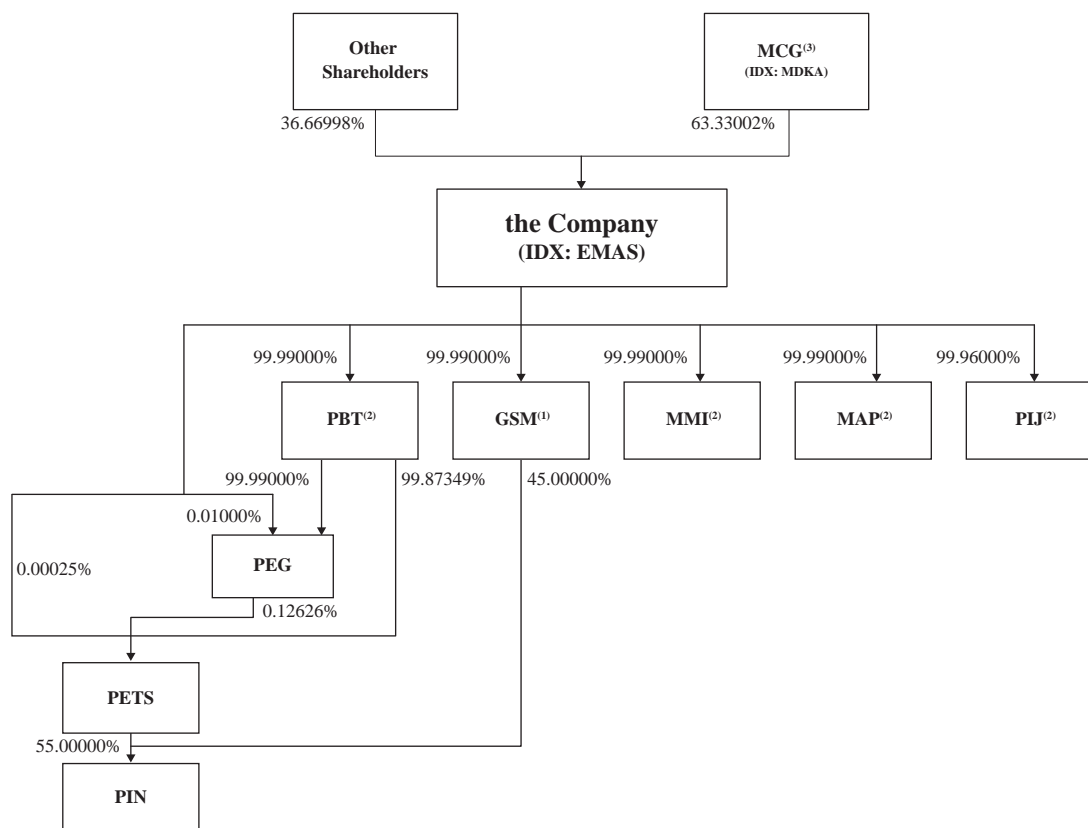 Other
Shareholders
MCG(3)
(IDX: MDKA)
36.66998%
63.33002%
the Company
(IDX: EMAS)
99.99000%
99.99000%
99.99000%
99.99000%
99.96000%
PBT(2)
GSM(1)
MMI(2)
MAP(2)
PIJ(2)
99.99000%
99.87349%
45.00000%
0.01000%
0.00025%
PEG
0.12626%
PETS
55.00000%
PIN